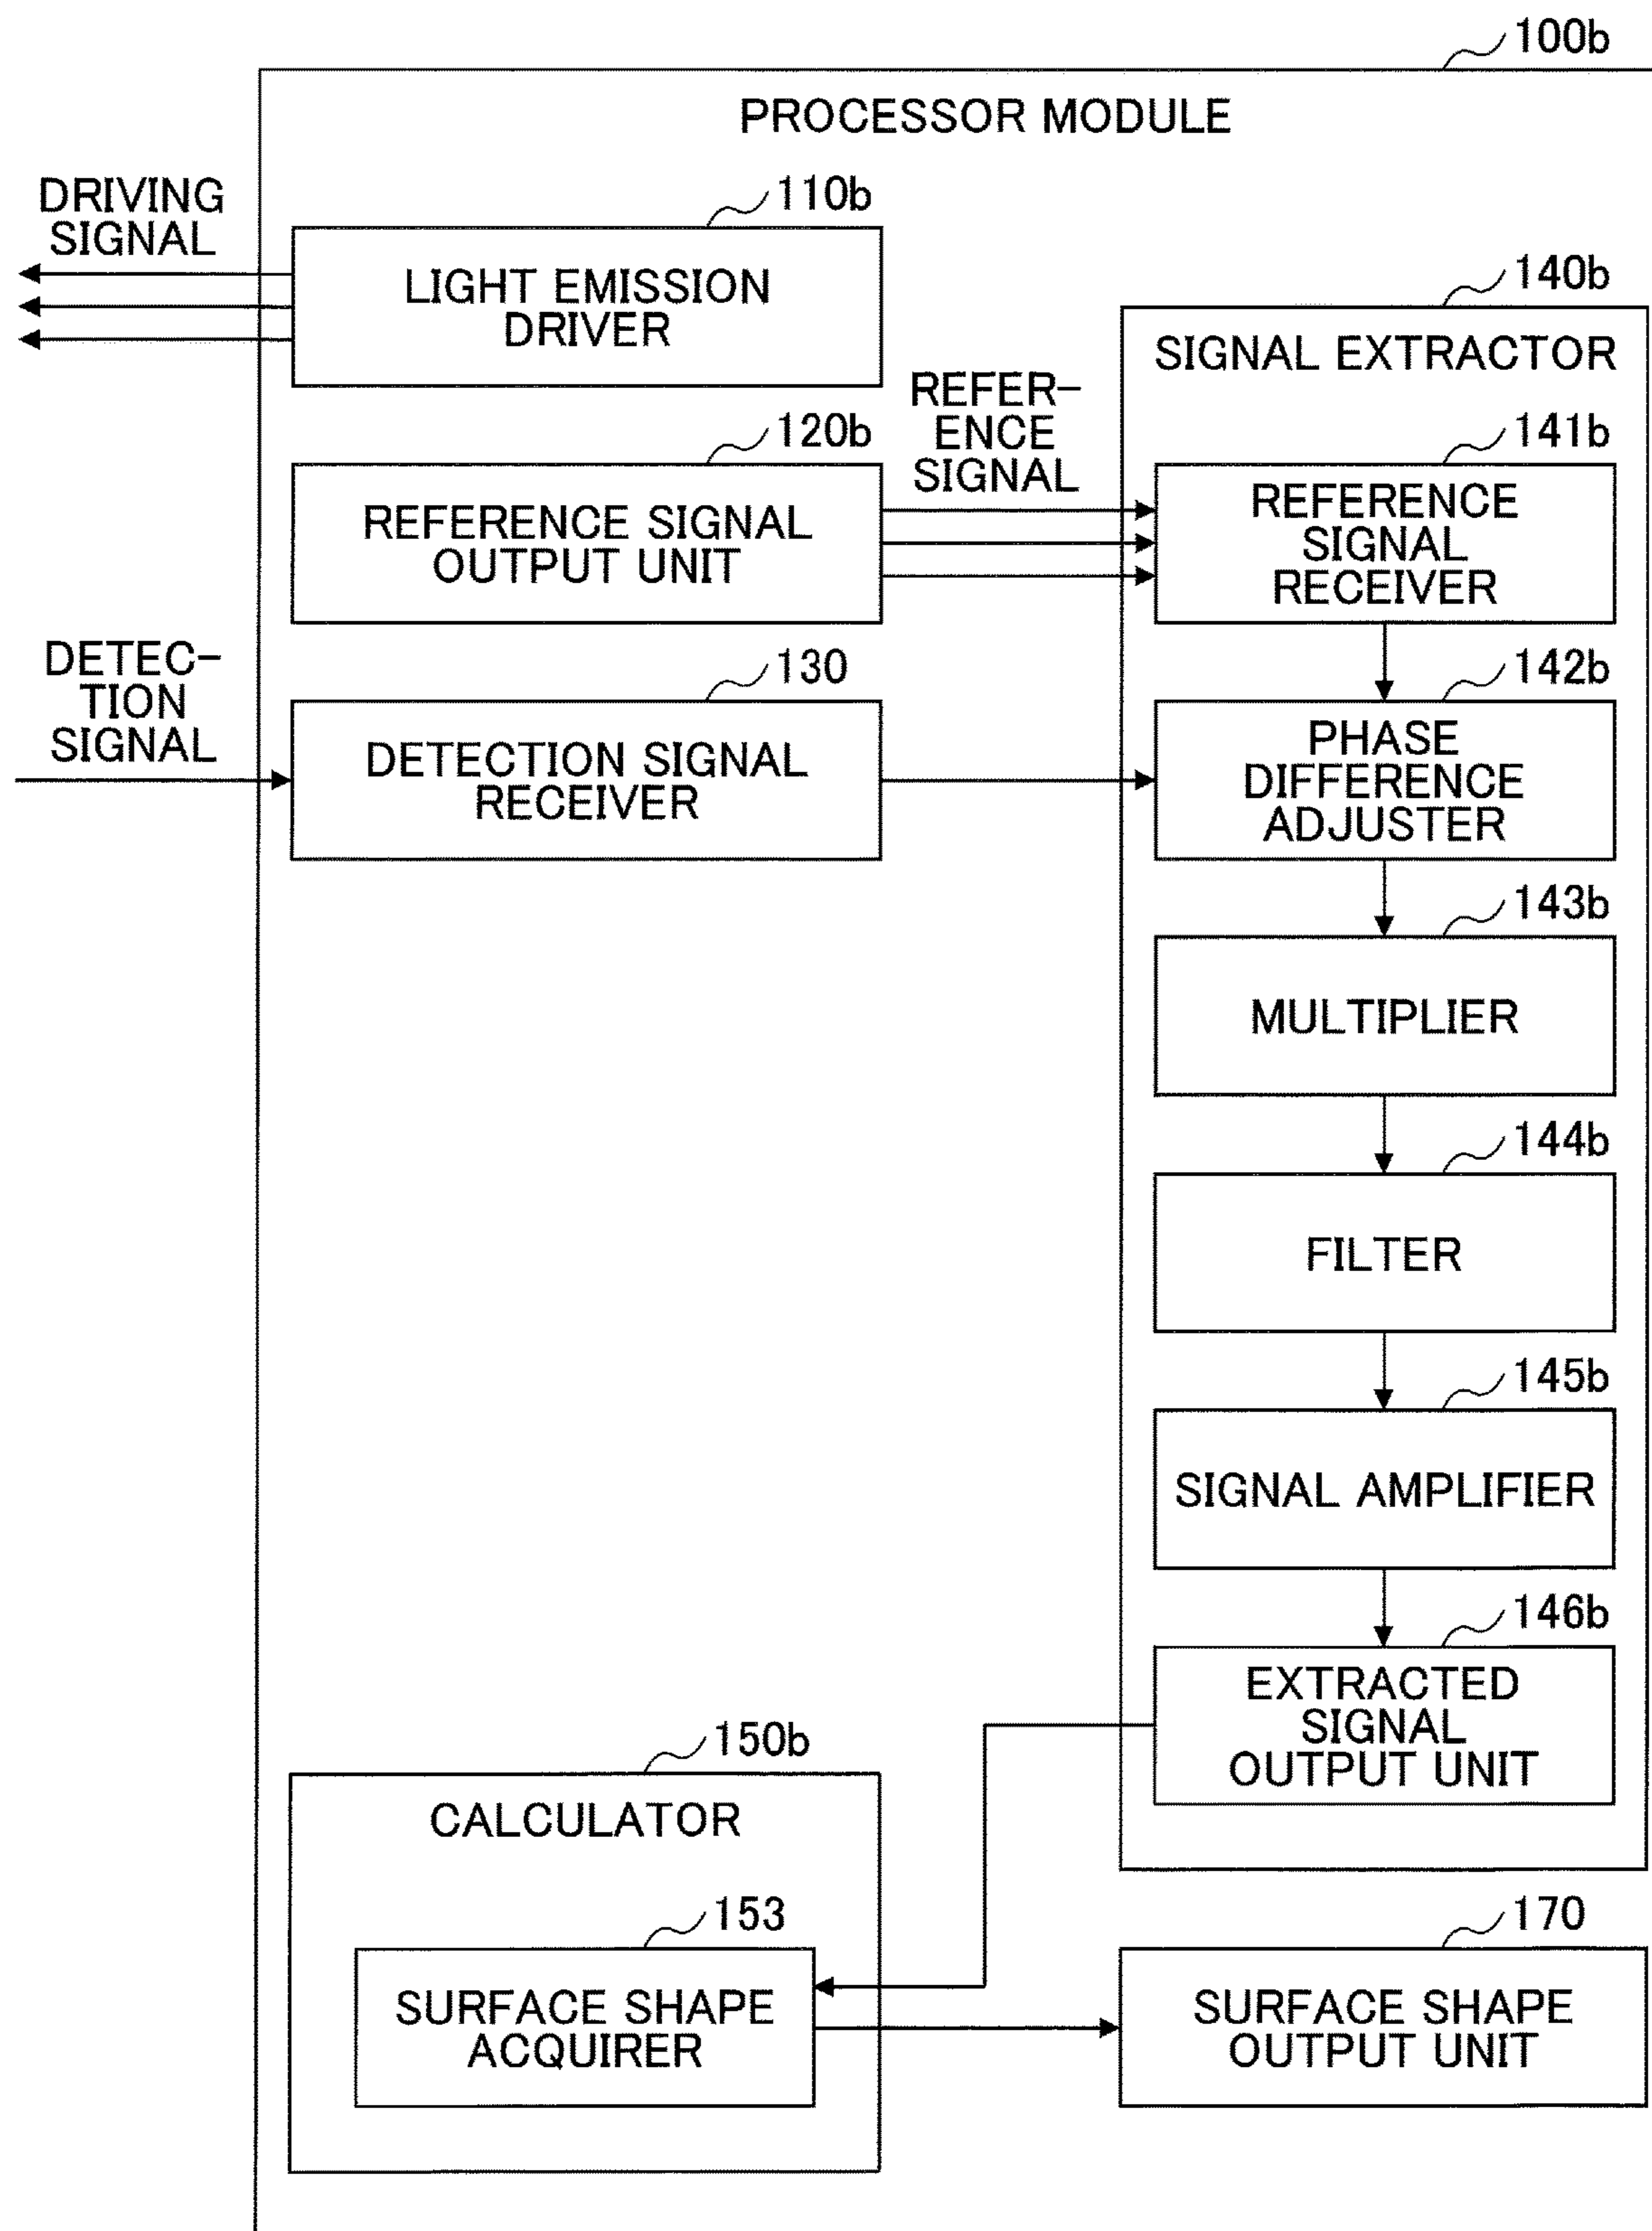 100b
PROCESSOR MODULE
DRIVING
SIGNAL
110b
LIGHT EMISSION
DRIVER
140b
SIGNAL EXTRACTOR
REFER-
ENCE
SIGNAL
120b
REFERENCE SIGNAL
OUTPUT UNIT
141b
REFERENCE
SIGNAL
RECEIVER
DETEC-
TION
SIGNAL
130
DETECTION SIGNAL
RECEIVER
142b
PHASE
DIFFERENCE
ADJUSTER
143b
MULTIPLIER
144b
FILTER
145b
SIGNAL AMPLIFIER
146b
EXTRACTED
SIGNAL
OUTPUT UNIT
150b
CALCULATOR
153
SURFACE SHAPE
ACQUIRER
170
SURFACE SHAPE
OUTPUT UNIT